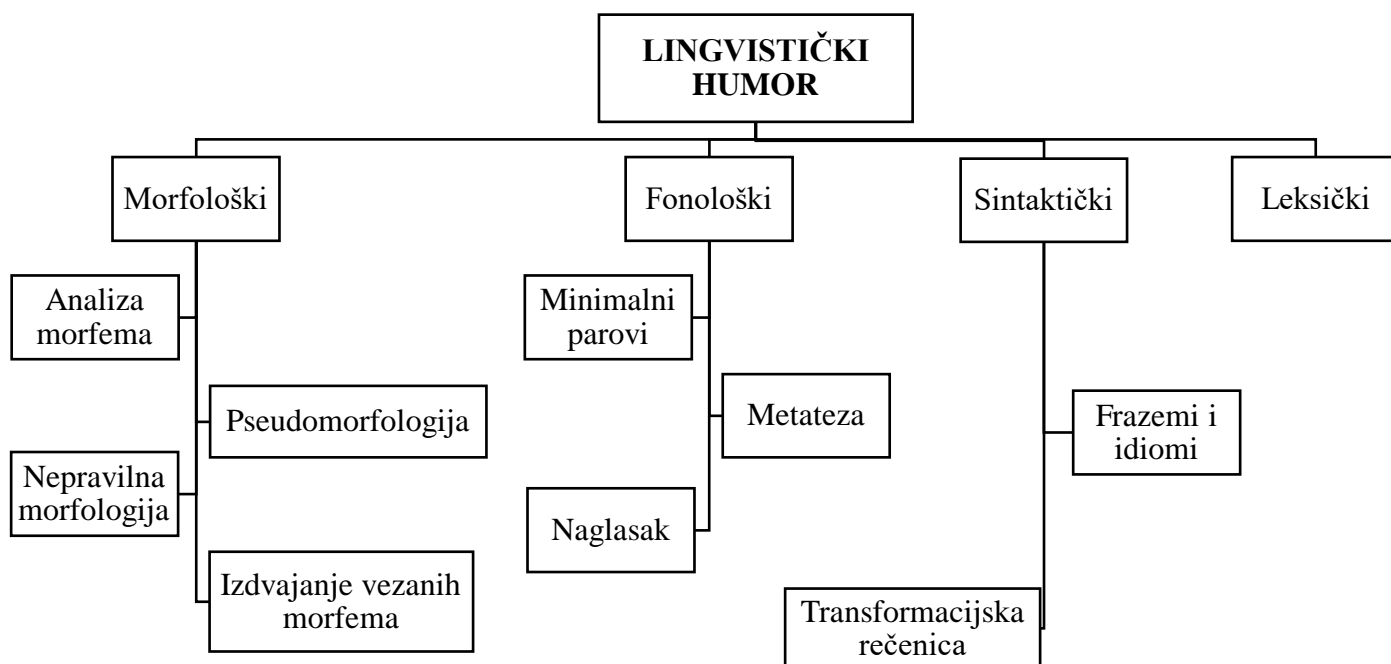 LINGVISTIČKI
HUMOR
Morfološki
Fonološki
Sintaktički
Leksički
Analiza
morfema
Minimalni
parovi
Pseudomorfologija
Metateza
Frazemi i
idiomi
Nepravilna
morfologija
Naglasak
Izdvajanje vezanih
morfema
Transformacijska
rečenica